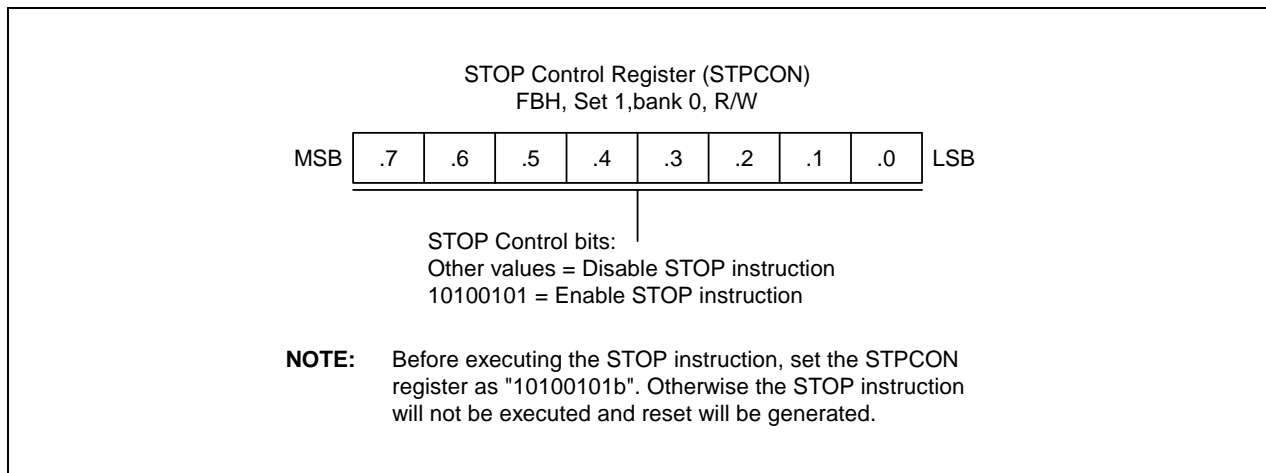 STOP Control Register (STPCON)
FBH, Set 1,bank 0, R/W
MSB .7 .6 .5 .4 .3 .2 .1 .0 LSB
STOP Control bits:
Other values = Disable STOP instruction
10100101 = Enable STOP instruction
NOTE: Before executing the STOP instruction, set the STPCON
register as "10100101b". Otherwise the STOP instruction
will not be executed and reset will be generated.